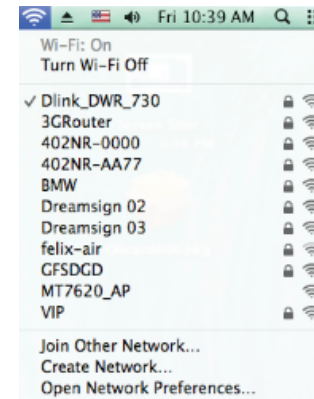 Fri 10:39 AM
Wi-Fi: On
Turn Wi-Fi Off
✓ Dlink_DWR_730
3GRouter
402NR-0000
402NR-AA77
BMW
Dreamsign 02
Dreamsign 03
felix-air
GFSDGD
MT7620_AP
VIP
Join Other Network...
Create Network...
Open Network Preferences...